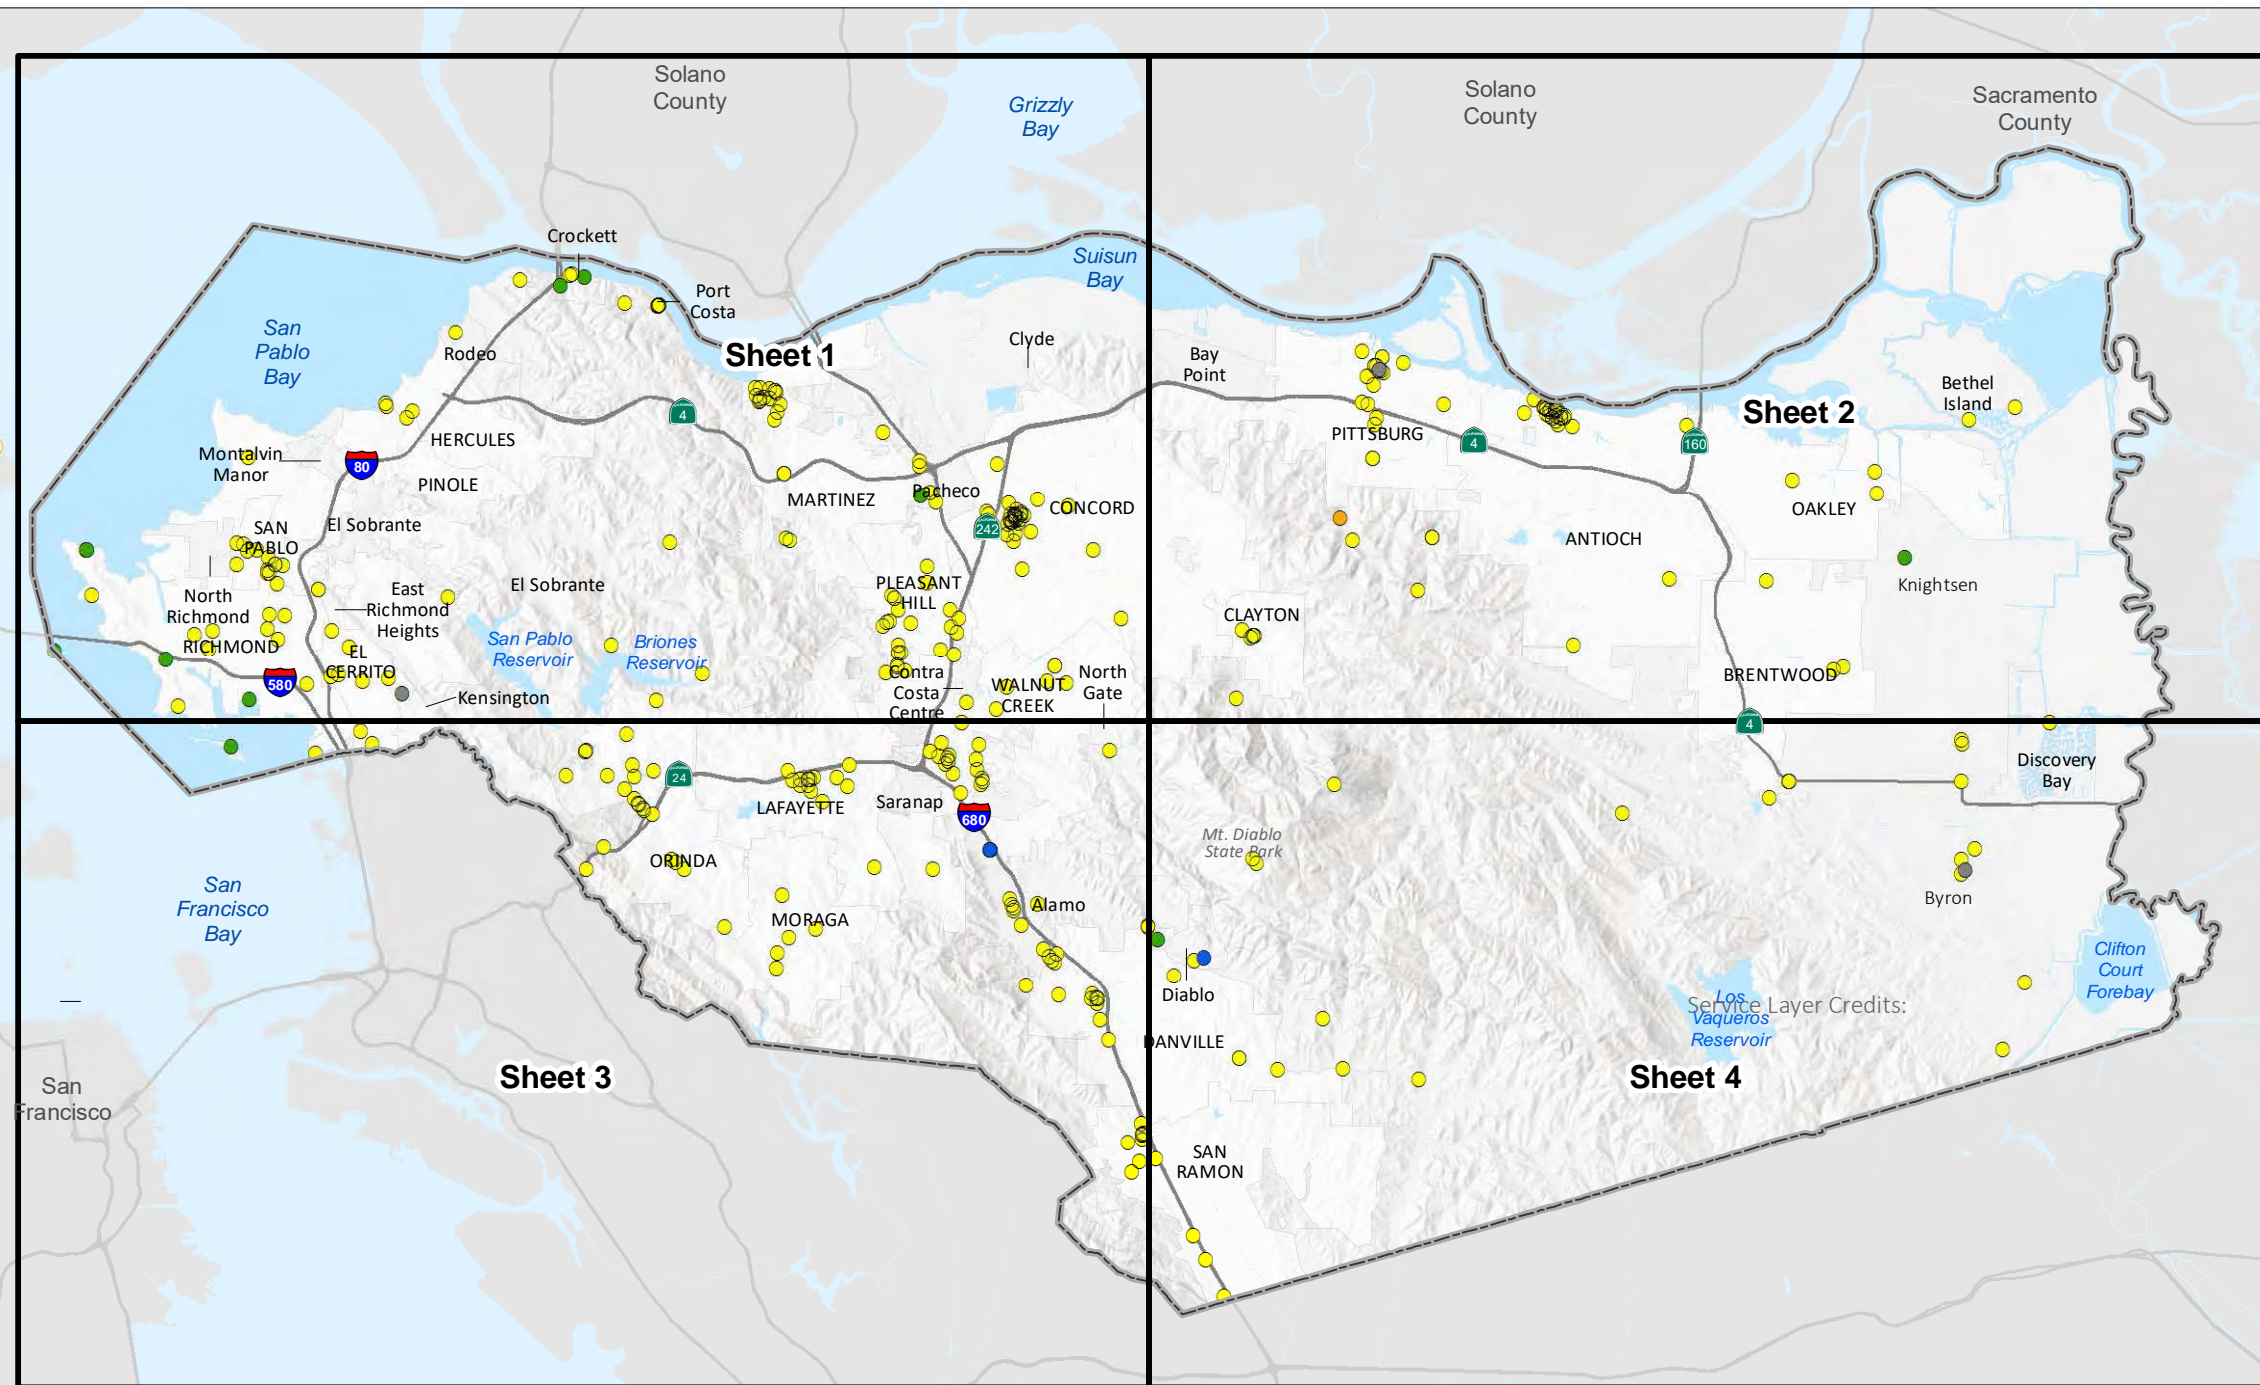 Solano
County
Grizzly
Bay
Solano
County
Sacramento
County
Crockett
Suisun
Bay
Port
Costa
San
Pablo
Bay
Rodeo
Sheet 1
Clyde
Bay
Point
Bethel
Island
Sheet 2
4
HERCULES
PITTSBURG
4
160
Montalvin
Manor
80
PINOLE
MARTINEZ
Pacheco
CONCORD
OAKLEY
SAN
PABLO
El Sobrante
242
ANTIOCH
North
Richmond
East
Richmond
Heights
El Sobrante
PLEASANT
HILL
CLAYTON
Knightsen
RICHMOND
EL
CERRITO
San Pablo
Reservoir
Briones
Reservoir
580
Kensington
Contra
Costa
Centre
WALNUT
CREEK
North
Gate
BRENTWOOD
4
24
LAFAYETTE
Saranap
680
Discovery
Bay
Mt. Diablo
State Park
ORINDA
San
Francisco
Bay
MORAGA
Alamo
Byron
Clifton
Court
Forebay
Diablo
Los
Vaqueros
Reservoir
Service Layer Credits:
DANVILLE
San
Francisco
Sheet 3
Sheet 4
SAN
RAMON